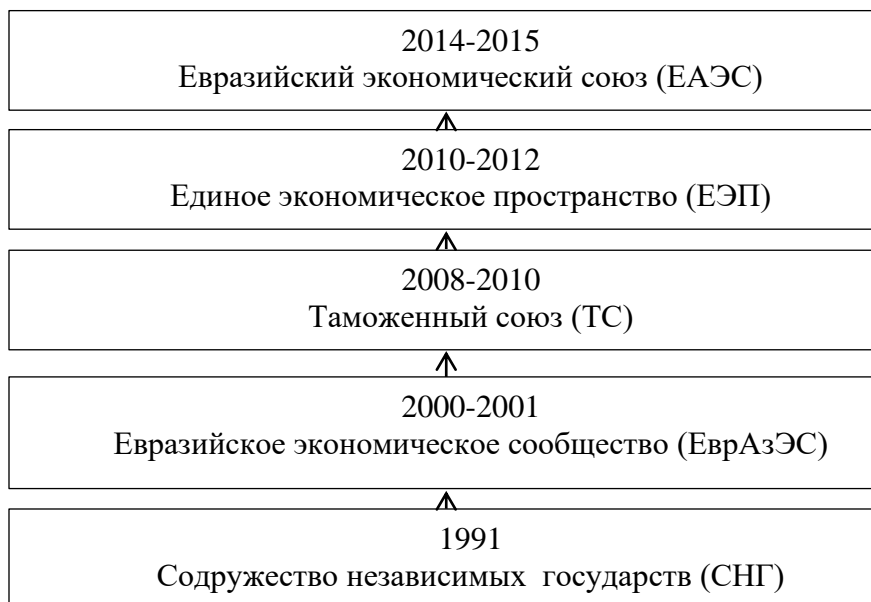 2014-2015
Евразийский экономический союз (ЕАЭС)
2010-2012
Единое экономическое пространство (ЕЭП)
2008-2010
Таможенный союз (ТС)
2000-2001
Евразийское экономическое сообщество (ЕврАзЭС)
1991
Содружество независимых  государств (СНГ)